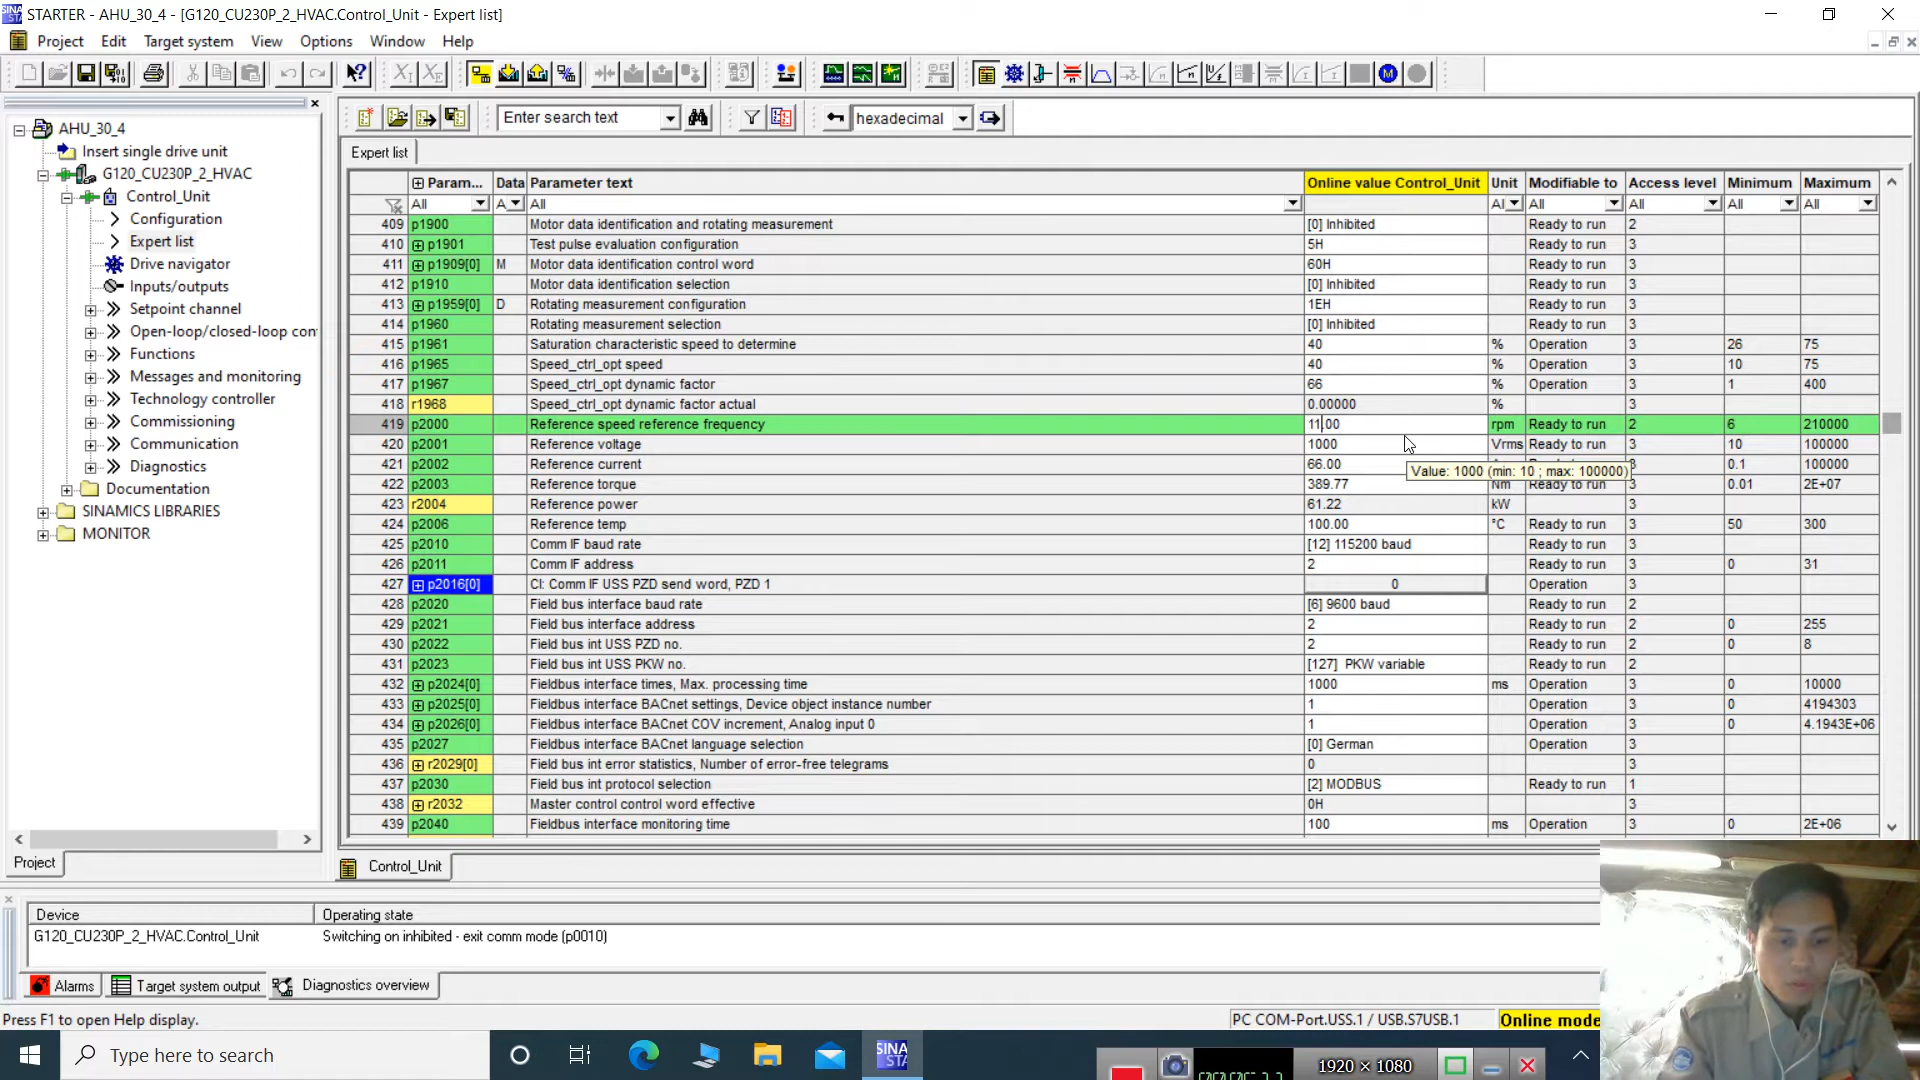 STARTER - AHU_30_4 - [G120_CU230P_2_HVAC.Control_Unit - Expert list]
Project Edit Target system View Options Window Help
Enter search text
hexadecimal
AHU_30_4
Insert single drive unit
G120_CU230P_2_HVAC
Control_Unit
Configuration
Expert list
Drive navigator
Inputs/outputs
Setpoint channel
Open-loop/closed-loop con
Functions
Messages and monitoring
Technology controller
Commissioning
Communication
Diagnostics
Documentation
SINAMICS LIBRARIES
MONITOR
Project
Expert list
Param... Data Parameter text Online value Control_Unit Unit Modifiable to Access level Minimum Maximum
All A All Al All All All All
409 p1900 Motor data identification and rotating measurement [0] Inhibited Ready to run 2
410 p1901 Test pulse evaluation configuration 5H Ready to run 3
411 p1909[0] M Motor data identification control word 60H Ready to run 3
412 p1910 Motor data identification selection [0] Inhibited Ready to run 3
413 p1959[0] D Rotating measurement configuration 1EH Ready to run 3
414 p1960 Rotating measurement selection [0] Inhibited Ready to run 3
415 p1961 Saturation characteristic speed to determine 40 % Operation 3 26 75
416 p1965 Speed_ctrl_opt speed 40 % Ready to run 3 10 75
417 p1967 Speed_ctrl_opt dynamic factor 66 % Operation 3 1 400
418 r1968 Speed_ctrl_opt dynamic factor actual 0.00000 % 3
419 p2000 Reference speed reference frequency 11.00 rpm Ready to run 2 6 210000
420 p2001 Reference voltage 1000 Vrms Ready to run 3 10 100000
421 p2002 Reference current 66.00 Ready to run 3 0.1 100000
Value: 1000 (min: 10 ; max: 100000)
422 p2003 Reference torque 389.77 Nm Ready to run 3 0.01 2E+07
423 r2004 Reference power 61.22 kW 3
424 p2006 Reference temp 100.00 °C Ready to run 3 50 300
425 p2010 Comm IF baud rate [12] 115200 baud Ready to run 3
426 p2011 Comm IF address 2 Ready to run 3 0 31
427 p2016[0] CI: Comm IF USS PZD send word, PZD 1 0 Operation 3
428 p2020 Field bus interface baud rate [6] 9600 baud Ready to run 2
429 p2021 Field bus interface address 2 Ready to run 2 0 255
430 p2022 Field bus int USS PZD no. 2 Ready to run 2 0 8
431 p2023 Field bus int USS PKW no. [127] PKW variable Ready to run 2
432 p2024[0] Fieldbus interface times, Max. processing time 1000 ms Operation 3 0 10000
433 p2025[0] Fieldbus interface BACnet settings, Device object instance number 1 Operation 3 0 4194303
434 p2026[0] Fieldbus interface BACnet COV increment, Analog input 0 1 Operation 3 0 4.1943E+06
435 p2027 Fieldbus interface BACnet language selection [0] German Operation 3
436 r2029[0] Field bus int error statistics, Number of error-free telegrams 0 3
437 p2030 Field bus int protocol selection [2] MODBUS Ready to run 1
438 r2032 Master control control word effective 0H 3
439 p2040 Fieldbus interface monitoring time 100 ms Operation 3 0 2E+06
Control_Unit
Device Operating state
G120_CU230P_2_HVAC.Control_Unit Switching on inhibited - exit comm mode (p0010)
Alarms Target system output Diagnostics overview
Press F1 to open Help display. PC COM-Port.USS.1 / USB.S7USB.1 Online mode
Type here to search
SINA
STA
1920 × 1080